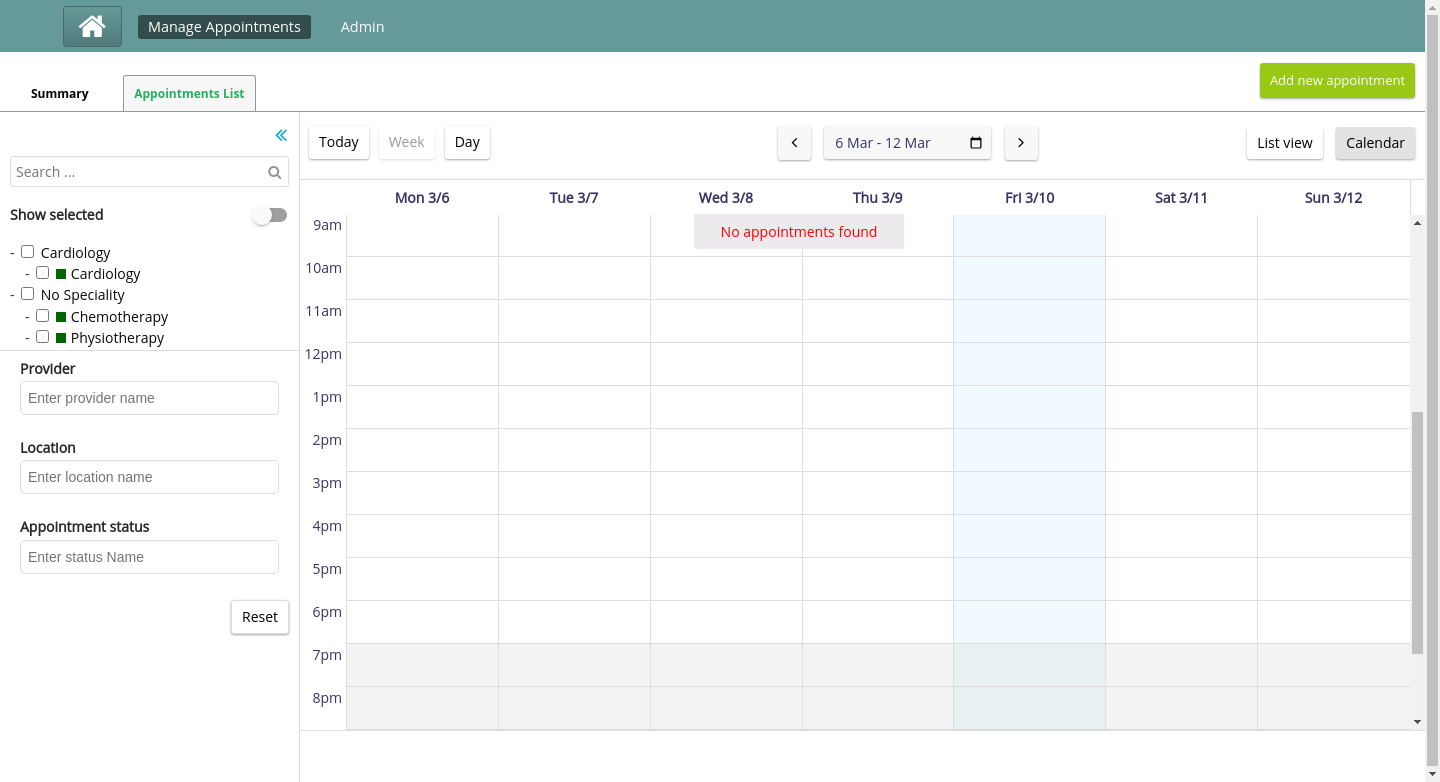 Manage Appointments Admin
Summary Appointments List Add new appointment
Today Week Day 6 Mar - 12 Mar List view Calendar
Search ...
Show selected
- Cardiology
- Cardiology
- No Speciality
- Chemotherapy
- Physiotherapy
Provider
Enter provider name
Location
Enter location name
Appointment status
Enter status Name
Reset
Mon 3/6 Tue 3/7 Wed 3/8 Thu 3/9 Fri 3/10 Sat 3/11 Sun 3/12
No appointments found
9am
10am
11am
12pm
1pm
2pm
3pm
4pm
5pm
6pm
7pm
8pm